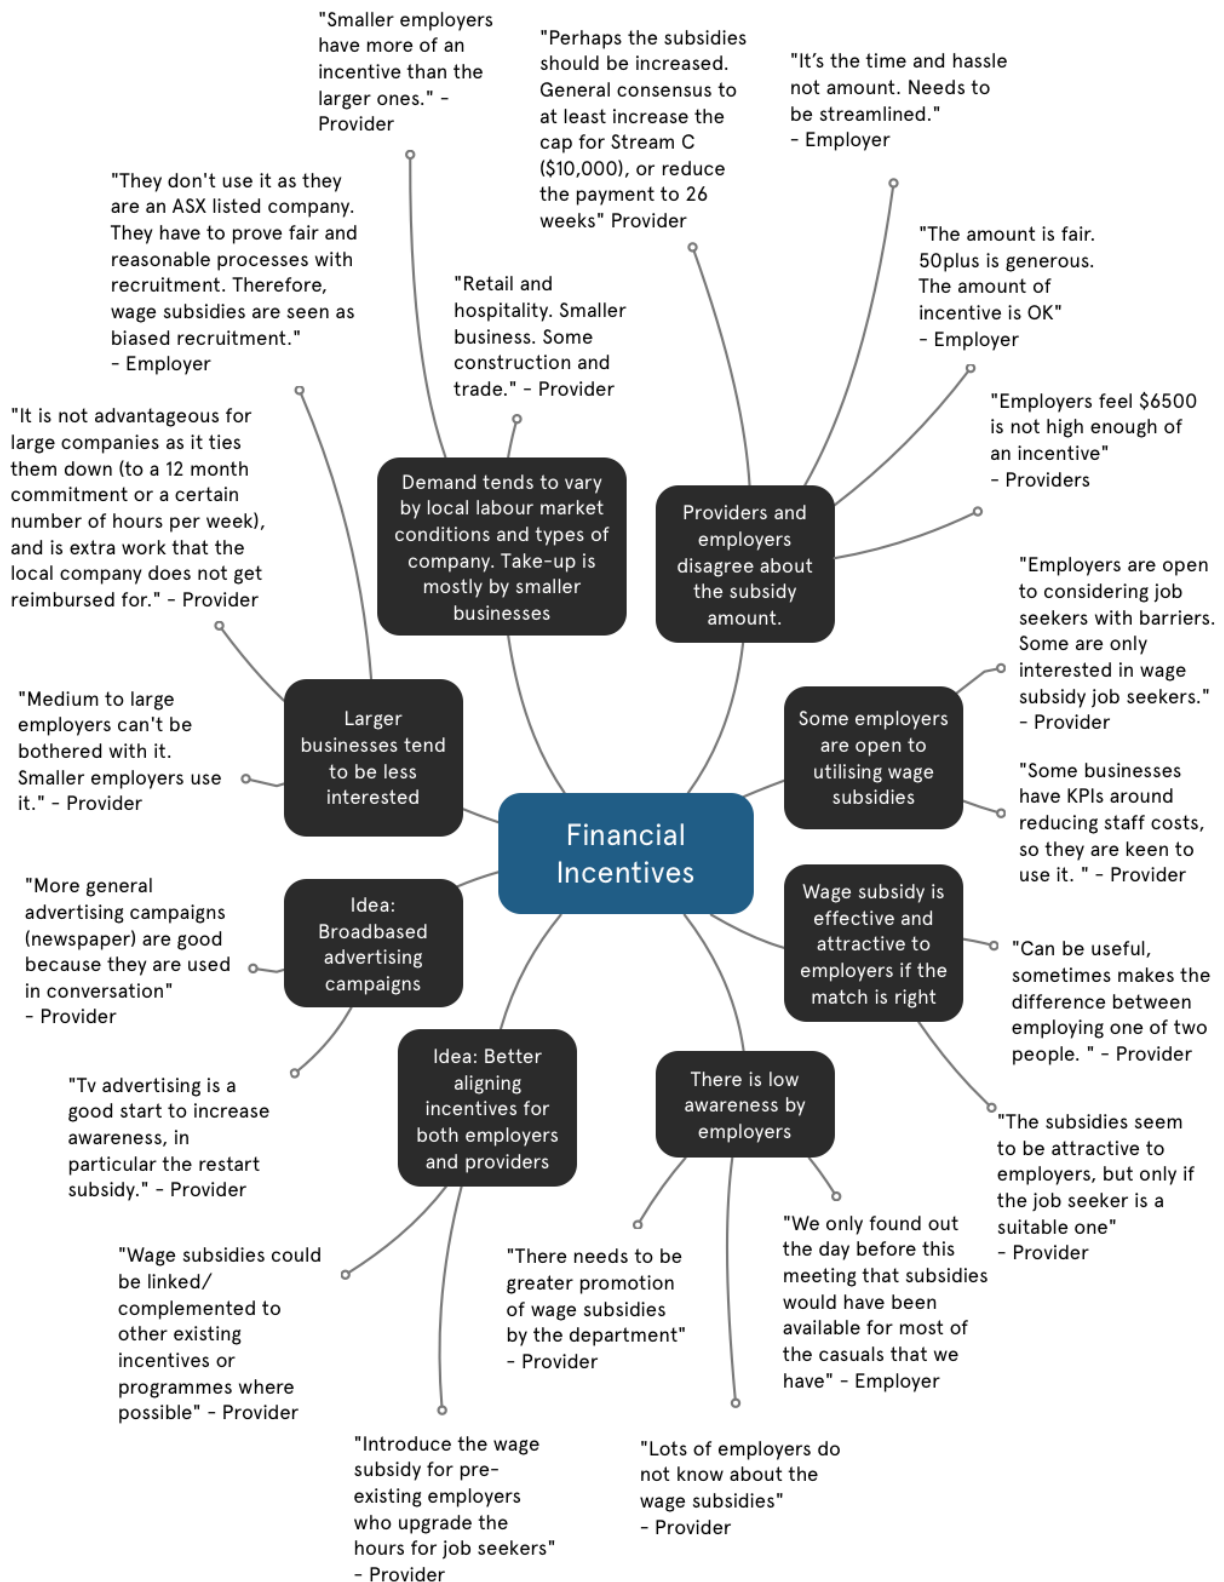 "Smaller employers
have more of an
incentive than the
larger ones." -
Provider
"Perhaps the subsidies
should be increased.
General consensus to
at least increase the
cap for Stream C
($10,000), or reduce
the payment to 26
weeks" Provider
"It's the time and hassle
not amount. Needs to
be streamlined."
- Employer
"They don't use it as they
are an ASX listed company.
They have to prove fair and
reasonable processes with
recruitment. Therefore,
wage subsidies are seen as
biased recruitment."
- Employer
"Retail and
hospitality. Smaller
business. Some
construction and
trade." - Provider
"The amount is fair.
50plus is generous.
The amount of
incentive is OK"
- Employer
"It is not advantageous for
large companies as it ties
them down (to a 12 month
commitment or a certain
number of hours per week),
and is extra work that the
local company does not get
reimbursed for." - Provider
Demand tends to vary
by local labour market
conditions and types of
company. Take-up is
mostly by smaller
businesses
Providers and
employers
disagree about
the subsidy
amount.
"Employers feel $6500
is not high enough of
an incentive"
- Providers
"Employers are open
to considering job
seekers with barriers.
Some are only
interested in wage
subsidy job seekers."
- Provider
"Medium to large
employers can't be
bothered with it.
Smaller employers use
it." - Provider
Larger
businesses tend
to be less
interested
Some employers
are open to
utilising wage
subsidies
"Some businesses
have KPIs around
reducing staff costs,
so they are keen to
use it. " - Provider
Financial
Incentives
"More general
advertising campaigns
(newspaper) are good
because they are used
in conversation"
- Provider
Idea:
Broadbased
advertising
campaigns
Wage subsidy is
effective and
attractive to
employers if the
match is right
"Can be useful,
sometimes makes the
difference between
employing one of two
people. " - Provider
"Tv advertising is a
good start to increase
awareness, in
particular the restart
subsidy." - Provider
Idea: Better
aligning
incentives for
both employers
and providers
There is low
awareness by
employers
"The subsidies seem
to be attractive to
employers, but only if
the job seeker is a
suitable one"
- Provider
"Wage subsidies could
be linked/
complemented to
other existing
incentives or
programmes where
possible" - Provider
"There needs to be
greater promotion
of wage subsidies
by the department"
- Provider
"We only found out
the day before this
meeting that subsidies
would have been
available for most of
the casuals that we
have" - Employer
"Introduce the wage
subsidy for pre-
existing employers
who upgrade the
hours for job seekers"
- Provider
"Lots of employers do
not know about the
wage subsidies"
- Provider